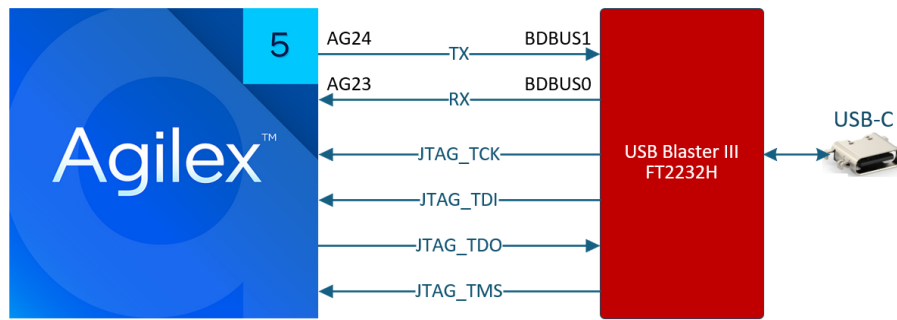 5
Agilex™
AG24 TX BDBUS1
AG23 RX BDBUS0
JTAG_TCK
JTAG_TDI
JTAG_TDO
JTAG_TMS
USB Blaster III
FT2232H
USB-C